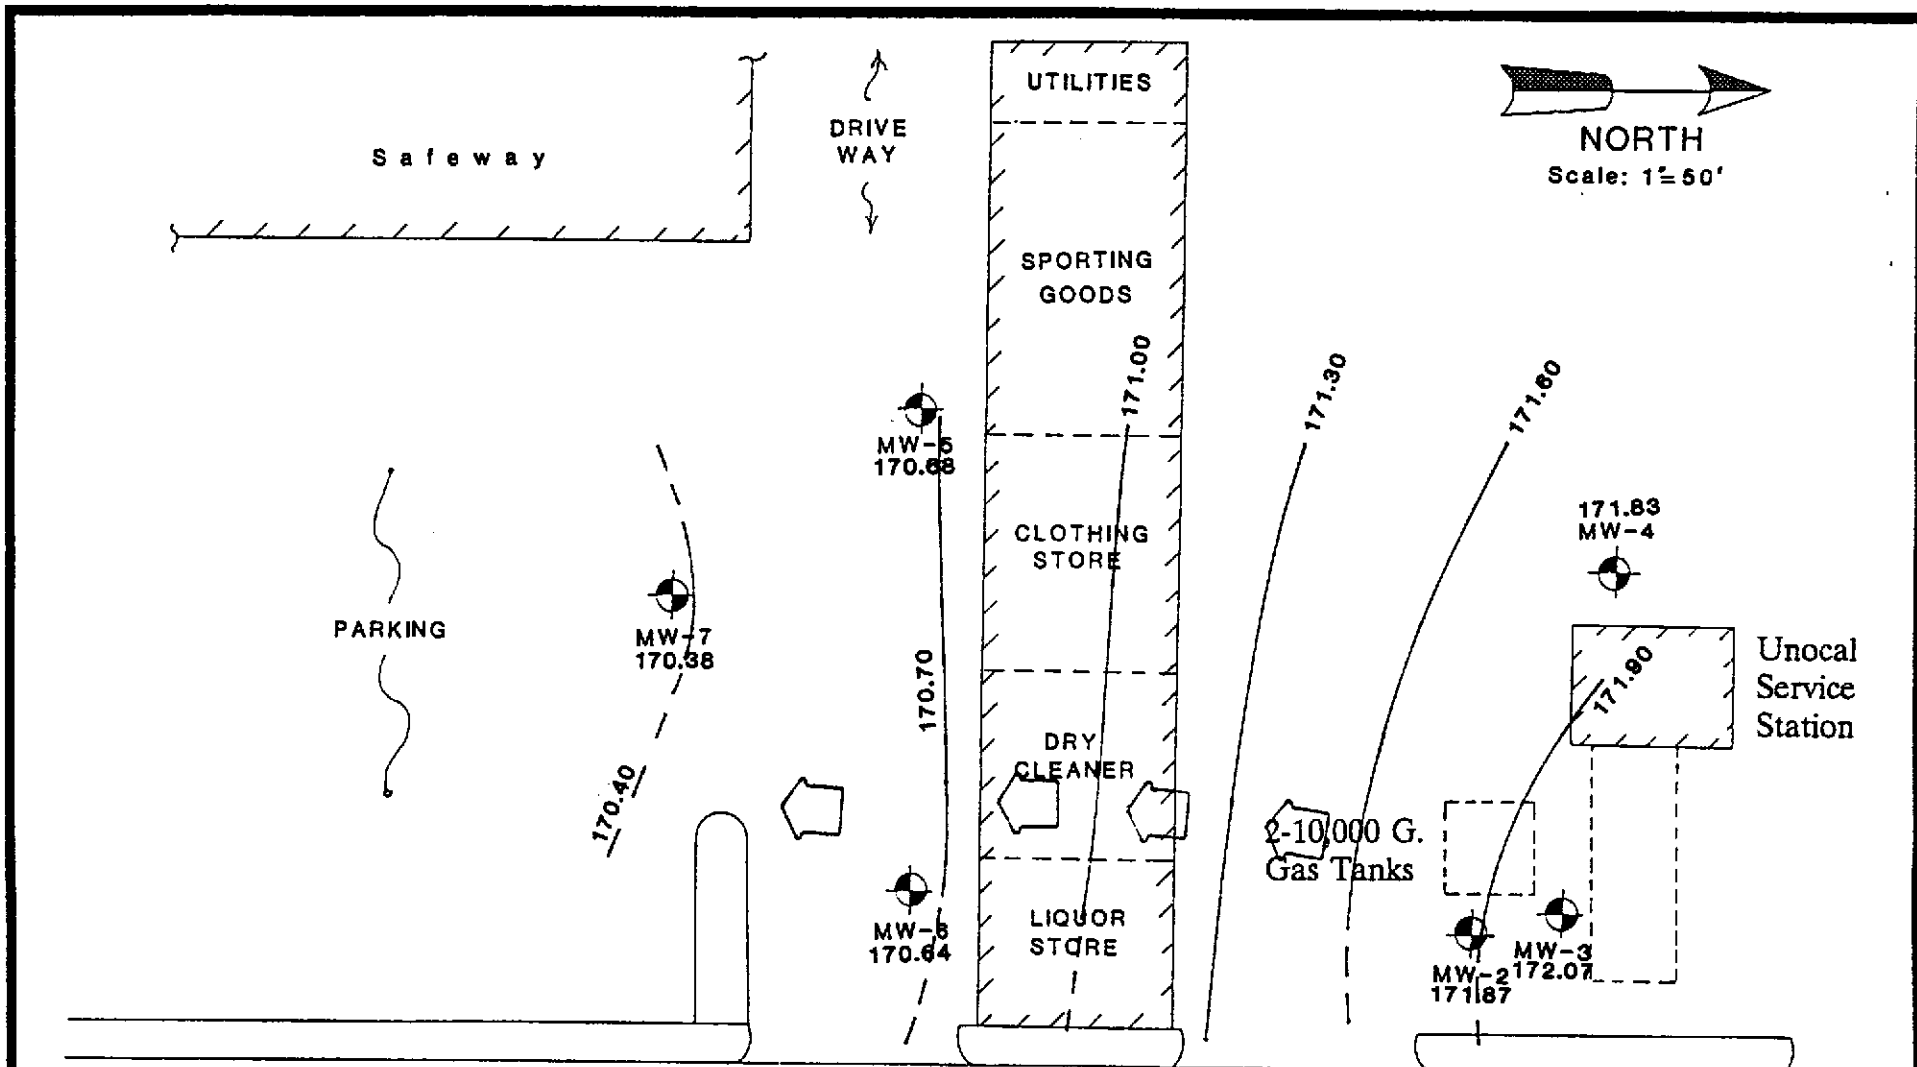 UTILITIES
DRIVE
WAY
Safeway
NORTH
Scale: 1"=50'
SPORTING
GOODS
171.00
171.30
171.60
MW-5
170.68
171.83
MW-4
CLOTHING
STORE
PARKING
MW-7
170.38
170.70
171.90
Unocal
Service
Station
DRY
CLEANER
170.40
2-10,000 G.
Gas Tanks
LIQUOR
STORE
MW-6
170.64
MW-3
172.07
MW-2
171.87